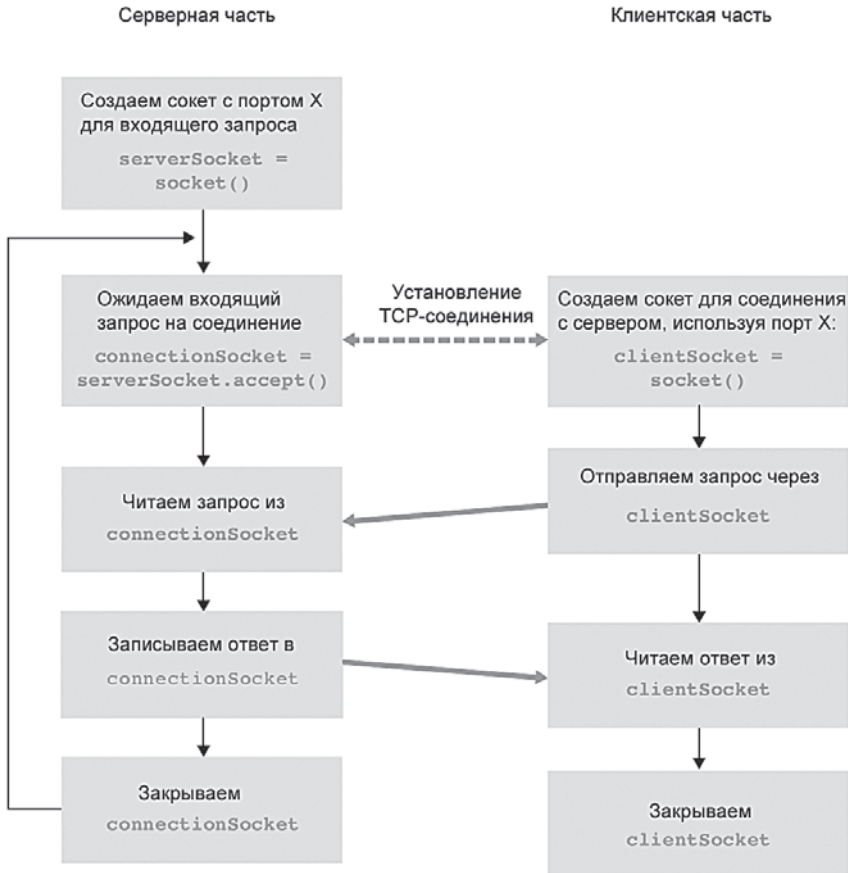 Серверная часть
Клиентская часть
Создаем сокет с портом X
для входящего запроса
serverSocket =
socket()
Ожидаем входящий
запрос на соединение
connectionSocket =
serverSocket.accept()
Установление
TCP-соединения
Создаем сокет для соединения
с сервером, используя порт X:
clientSocket =
socket()
Читаем запрос из
connectionSocket
Отправляем запрос через
clientSocket
Записываем ответ в
connectionSocket
Читаем ответ из
clientSocket
Закрываем
connectionSocket
Закрываем
clientSocket